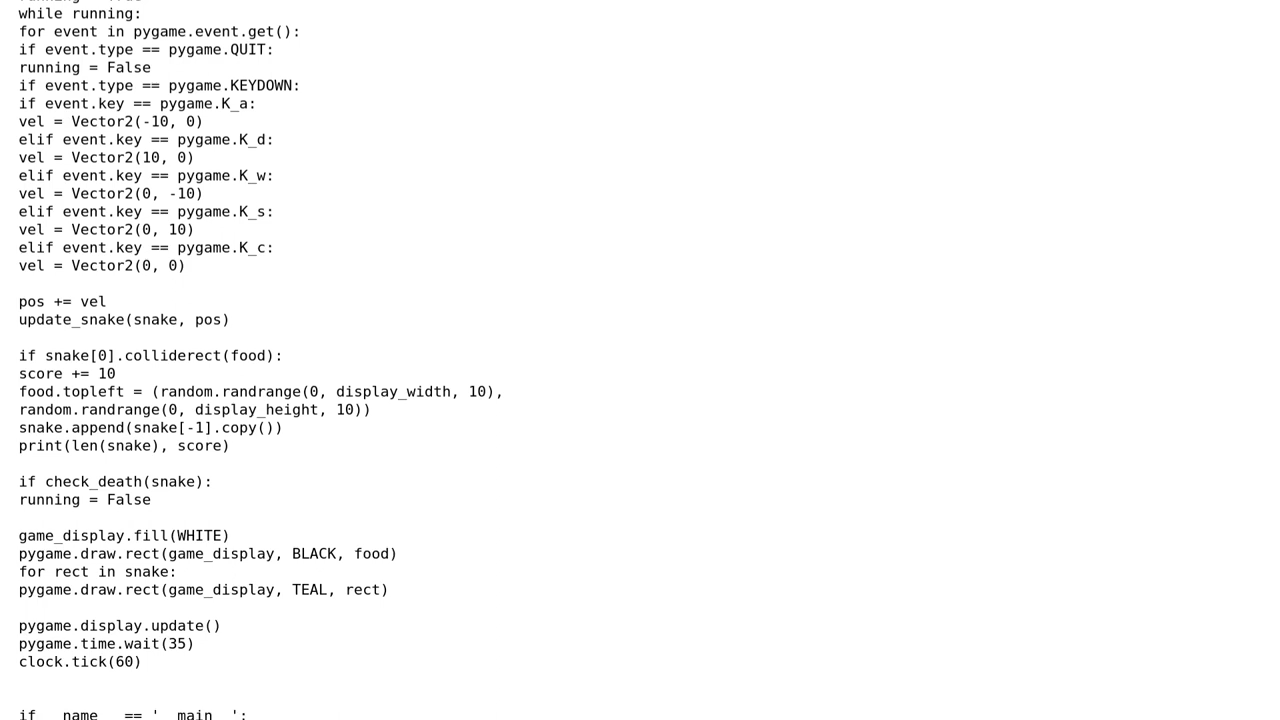 while running:
for event in pygame.event.get():
if event.type == pygame.QUIT:
running = False
if event.type == pygame.KEYDOWN:
if event.key == pygame.K_a:
vel = Vector2(-10, 0)
elif event.key == pygame.K_d:
vel = Vector2(10, 0)
elif event.key == pygame.K_w:
vel = Vector2(0, -10)
elif event.key == pygame.K_s:
vel = Vector2(0, 10)
elif event.key == pygame.K_c:
vel = Vector2(0, 0)
pos += vel
update_snake(snake, pos)
if snake[0].colliderect(food):
score += 10
food.topleft = (random.randrange(0, display_width, 10),
random.randrange(0, display_height, 10))
snake.append(snake[-1].copy())
print(len(snake), score)
if check_death(snake):
running = False
game_display.fill(WHITE)
pygame.draw.rect(game_display, BLACK, food)
for rect in snake:
pygame.draw.rect(game_display, TEAL, rect)
pygame.display.update()
pygame.time.wait(35)
clock.tick(60)
if __name__ == '__main__':